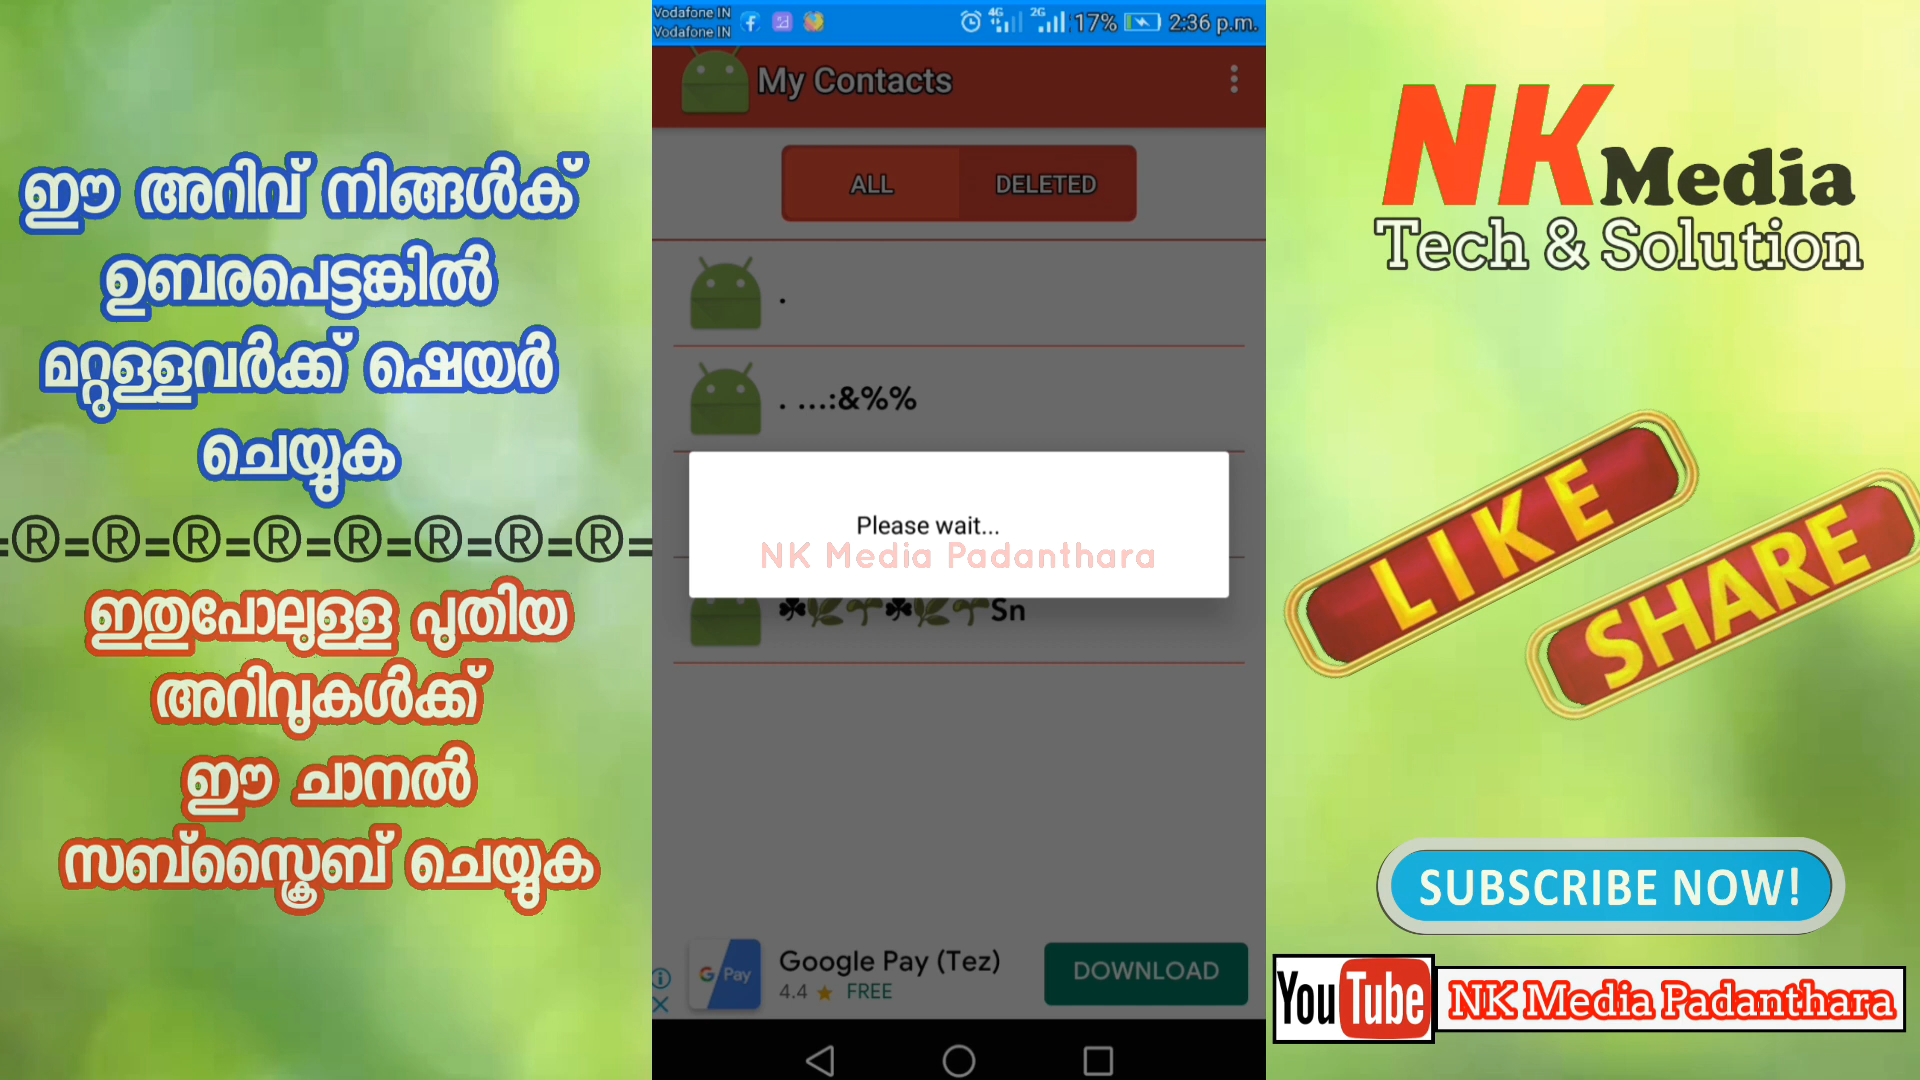 ഈ അറിവ് നിങ്ങൾക്
ഉബരപെട്ടങ്കിൽ
മറ്റുള്ളവർക്ക് ഷെയർ
ചെയ്യുക
=®=®=®=®=®=®=®=®=
ഇതുപോലുള്ള പുതിയ
അറിവുകൾക്ക്
ഈ ചാനൽ
സബ്സ്ക്രൈബ് ചെയ്യുക
Vodafone IN
Vodafone IN
4G 2G 17% 2:36 p.m.
My Contacts
ALL DELETED
.
. ...:&%%
Please wait...
NK Media Padanthara
☘🌿🌱☘🌿🌱Sn
G Pay
Google Pay (Tez)
4.4 ★ FREE
DOWNLOAD
NK Media
Tech & Solution
LIKE
SHARE
SUBSCRIBE NOW!
YouTube
NK Media Padanthara